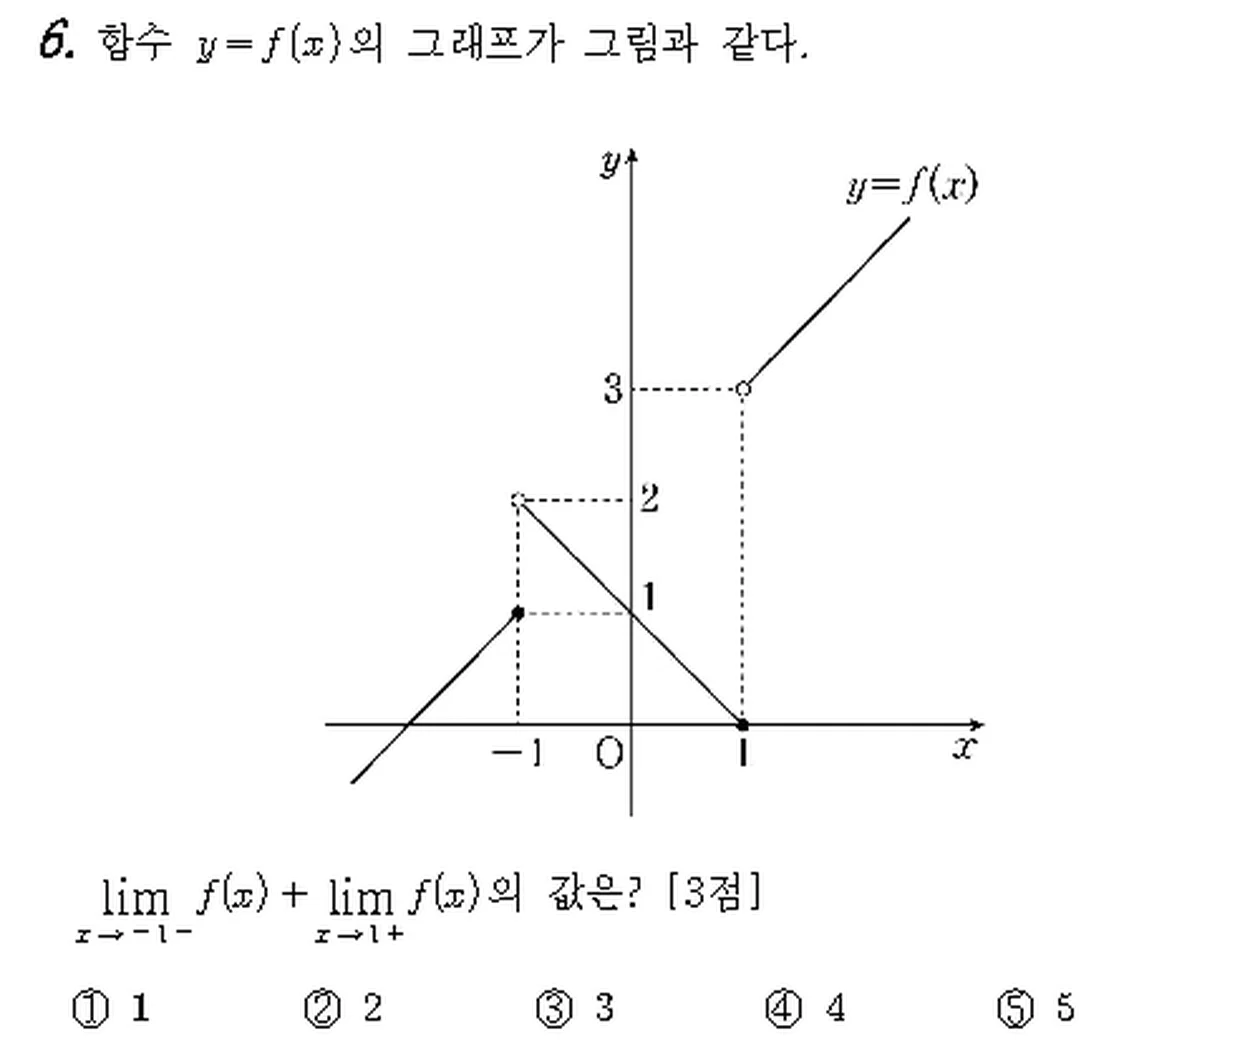 6. 함수 y=f(x)의 그래프가 그림과 같다.
y
y=f(x)
3
2
1
-1 O 1 x
lim f(x) + lim f(x)의 값은? [3점]
x→-1- x→1+
① 1 ② 2 ③ 3 ④ 4 ⑤ 5